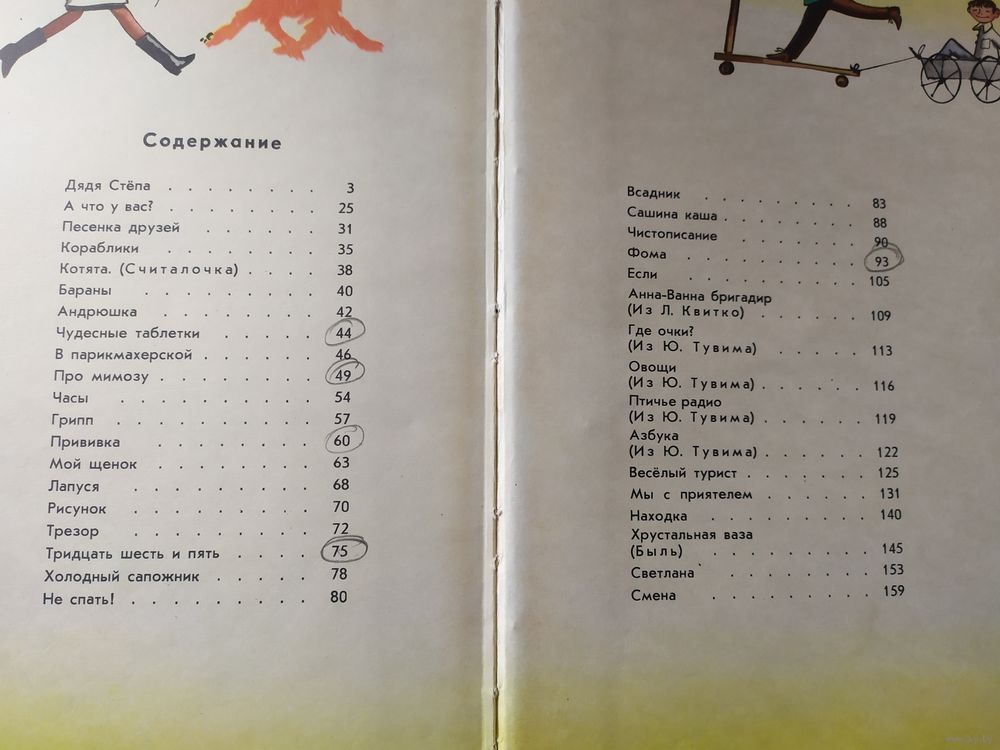 Содержание
Дядя Стёпа . . . . . . . . 3
А что у вас? . . . . . . . . 25
Песенка друзей . . . . . . 31
Кораблики . . . . . . . . 35
Котята. (Считалочка) . . . . 38
Бараны . . . . . . . . . 40
Андрюшка . . . . . . . . 42
Чудесные таблетки . . . . . 44
В парикмахерской . . . . . . 46
Про мимозу . . . . . . . . 49
Часы . . . . . . . . . . 54
Грипп . . . . . . . . . . 57
Прививка . . . . . . . . 60
Мой щенок . . . . . . . . 63
Лапуся . . . . . . . . . 68
Рисунок . . . . . . . . . 70
Трезор . . . . . . . . . 72
Тридцать шесть и пять . . . . 75
Холодный сапожник . . . . . 78
Не спать! . . . . . . . . . 80
Всадник . . . . . . . . 83
Сашина каша . . . . . . . 88
Чистописание . . . . . . 90
Фома . . . . . . . . . 93
Если . . . . . . . . . 105
Анна-Ванна бригадир
(Из Л. Квитко) . . . . . . 109
Где очки?
(Из Ю. Тувима) . . . . . 113
Овощи
(Из Ю. Тувима) . . . . . . 116
Птичье радио
(Из Ю. Тувима) . . . . . . 119
Азбука
(Из Ю. Тувима) . . . . . . 122
Весёлый турист . . . . . . 125
Мы с приятелем . . . . . . 131
Находка . . . . . . . . 140
Хрустальная ваза
(Быль) . . . . . . . . . 145
Светлана . . . . . . . . 153
Смена . . . . . . . . . 159